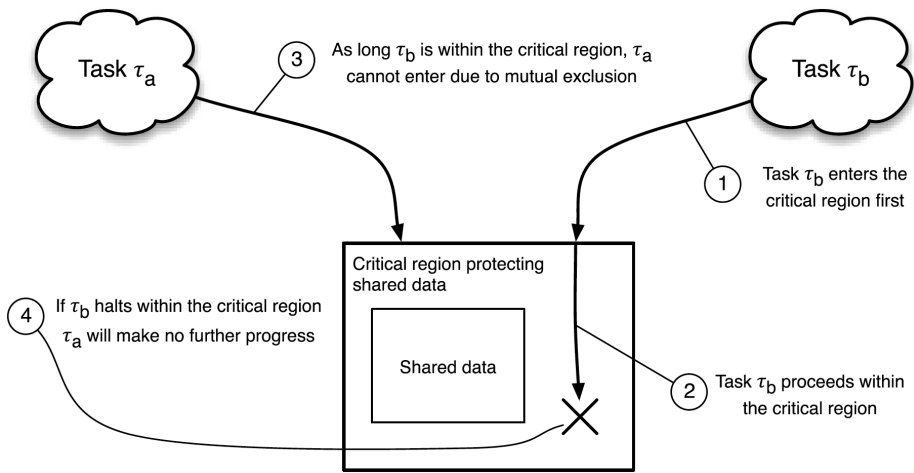 Task τa
Task τb
3
As long τb is within the critical region, τa
cannot enter due to mutual exclusion
1
Task τb enters the
critical region first
Critical region protecting
shared data
4
If τb halts within the critical region
τa will make no further progress
Shared data
2
Task τb proceeds within
the critical region